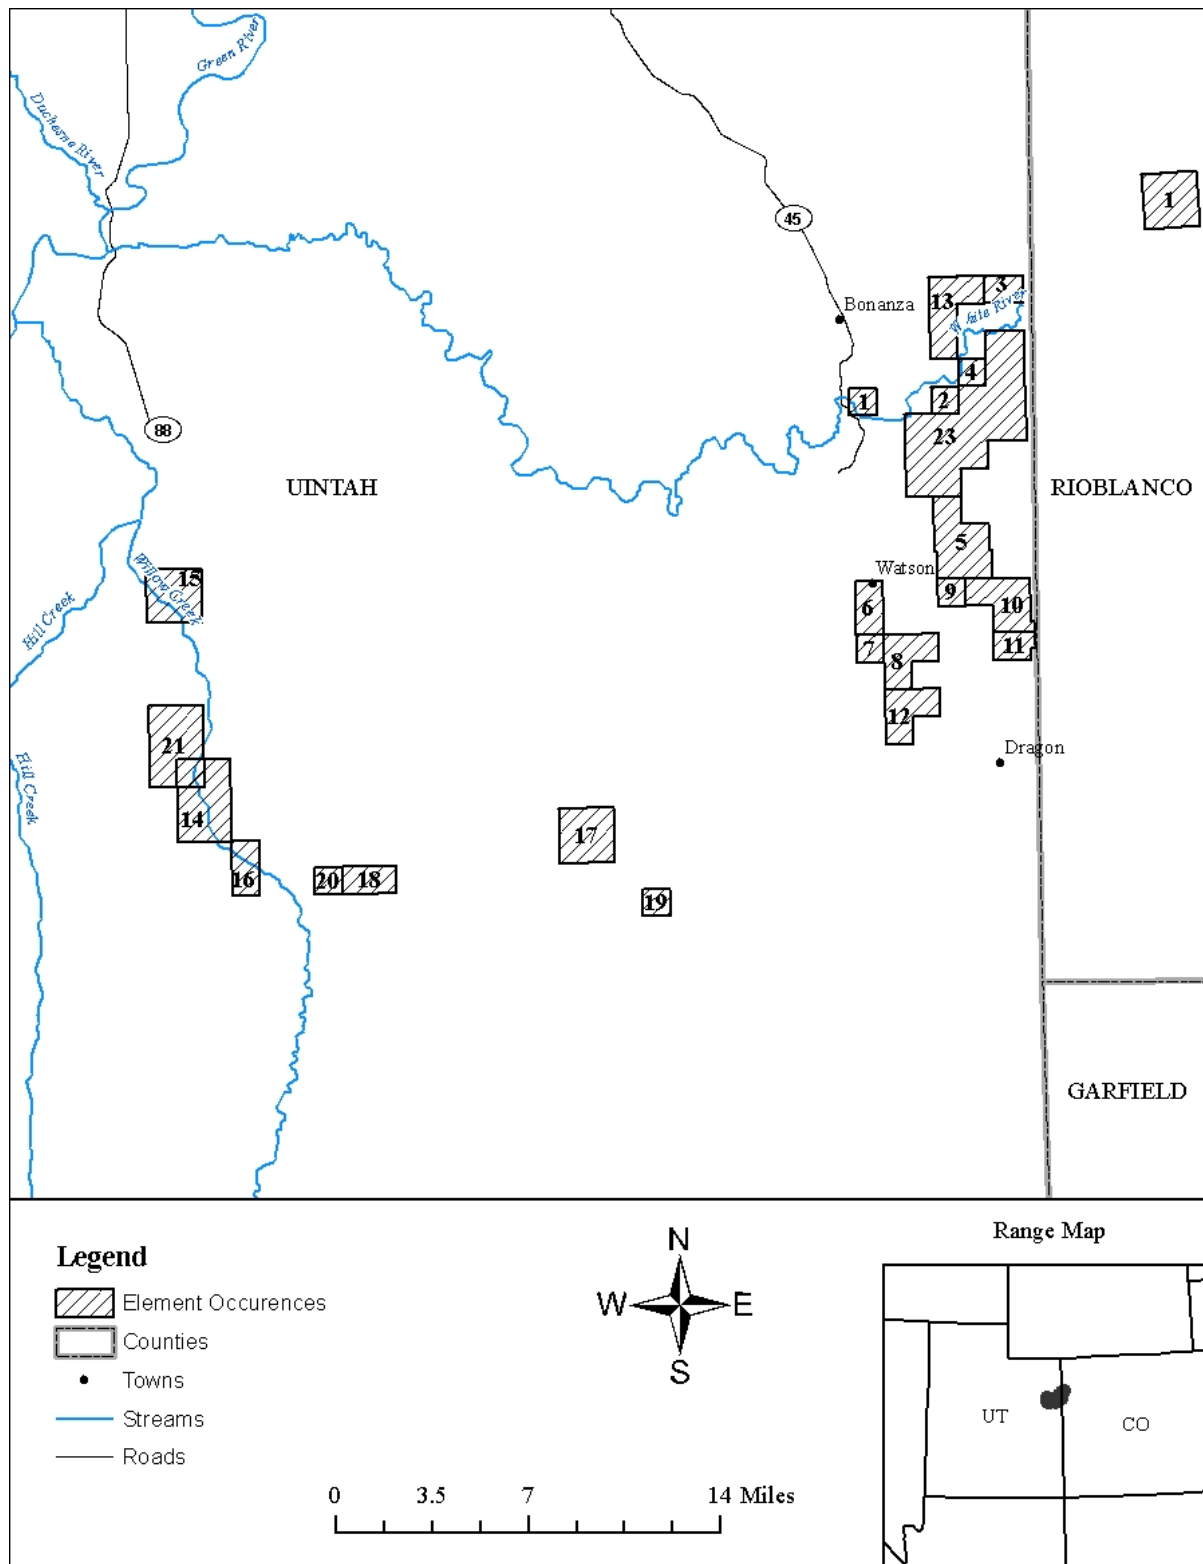 Green River
Duchesne River
1
45
13
3
Bonanza
White River
4
1
2
88
23
UINTAH
RIOBLANCO
5
Willow Creek
15
Watson
9
Hill Creek
6
10
7
11
8
12
21
Dragon
Hill Creek
14
17
16
20
18
19
GARFIELD
Legend
Element Occurences
Counties
Towns
Streams
Roads
N
W
E
S
0 3.5 7 14 Miles
Range Map
UT
CO